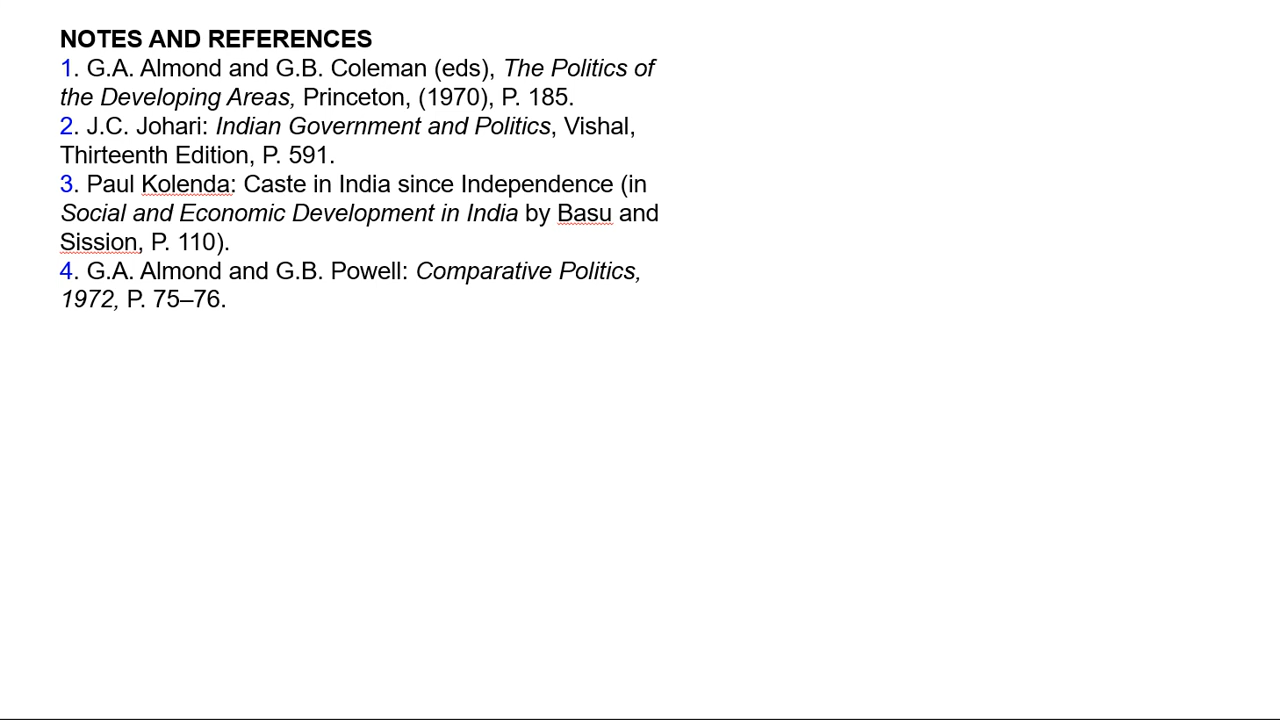 NOTES AND REFERENCES
1. G.A. Almond and G.B. Coleman (eds), The Politics of
the Developing Areas, Princeton, (1970), P. 185.
2. J.C. Johari: Indian Government and Politics, Vishal,
Thirteenth Edition, P. 591.
3. Paul Kolenda: Caste in India since Independence (in
Social and Economic Development in India by Basu and
Sission, P. 110).
4. G.A. Almond and G.B. Powell: Comparative Politics,
1972, P. 75–76.